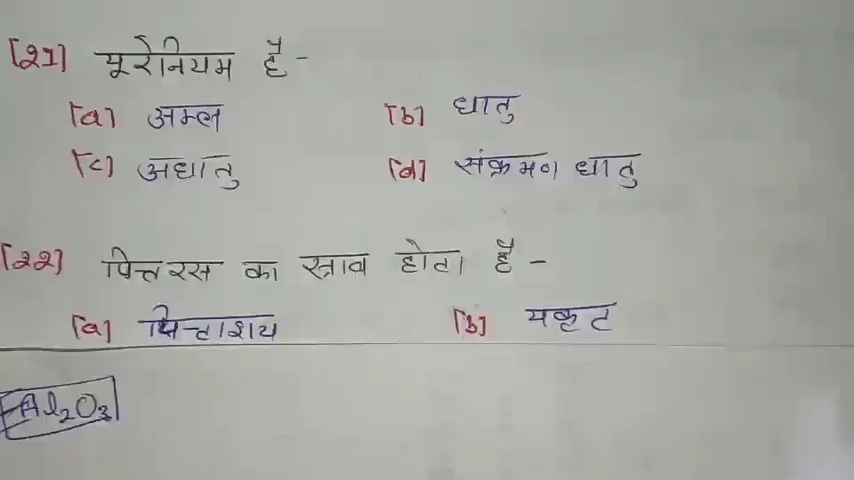 [21] यूरेनियम है -
[a] अम्ल [b] धातु
[c] अधातु [d] संक्रमण धातु
[22] पित्तरस का स्त्राव होता है -
[a] पित्ताशय [b] यकृत
Al₂O₃